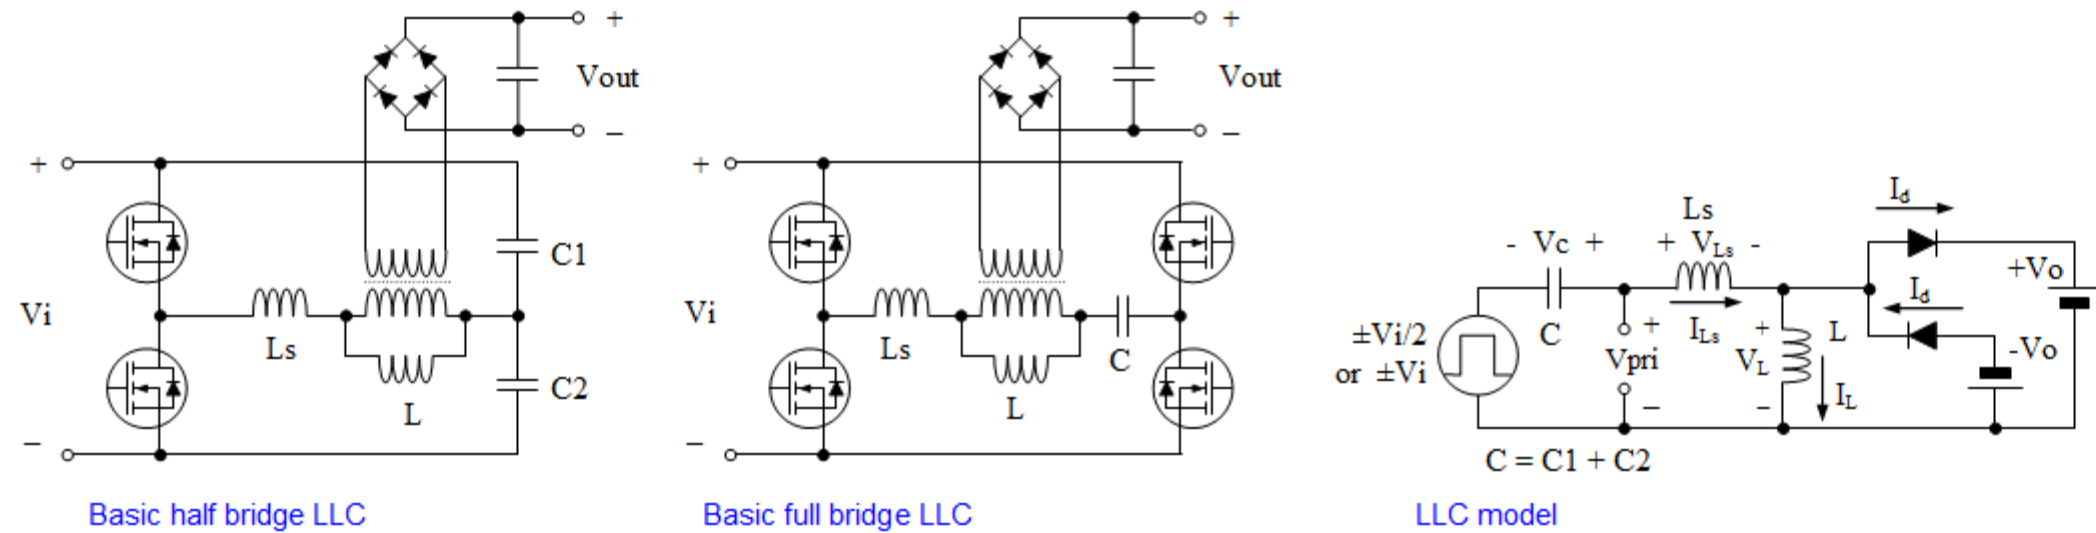 +
Vout
–
+
Vi
Ls
L
C1
C2
–
Basic half bridge LLC
+
Vout
–
+
Vi
Ls
L
C
–
Basic full bridge LLC
±Vi/2
or ±Vi
- Vc +
C
+
Vpri
–
Ls
+ VLs -
ILs
+
VL
–
L
IL
Id
Id
+Vo
-Vo
C = C1 + C2
LLC model